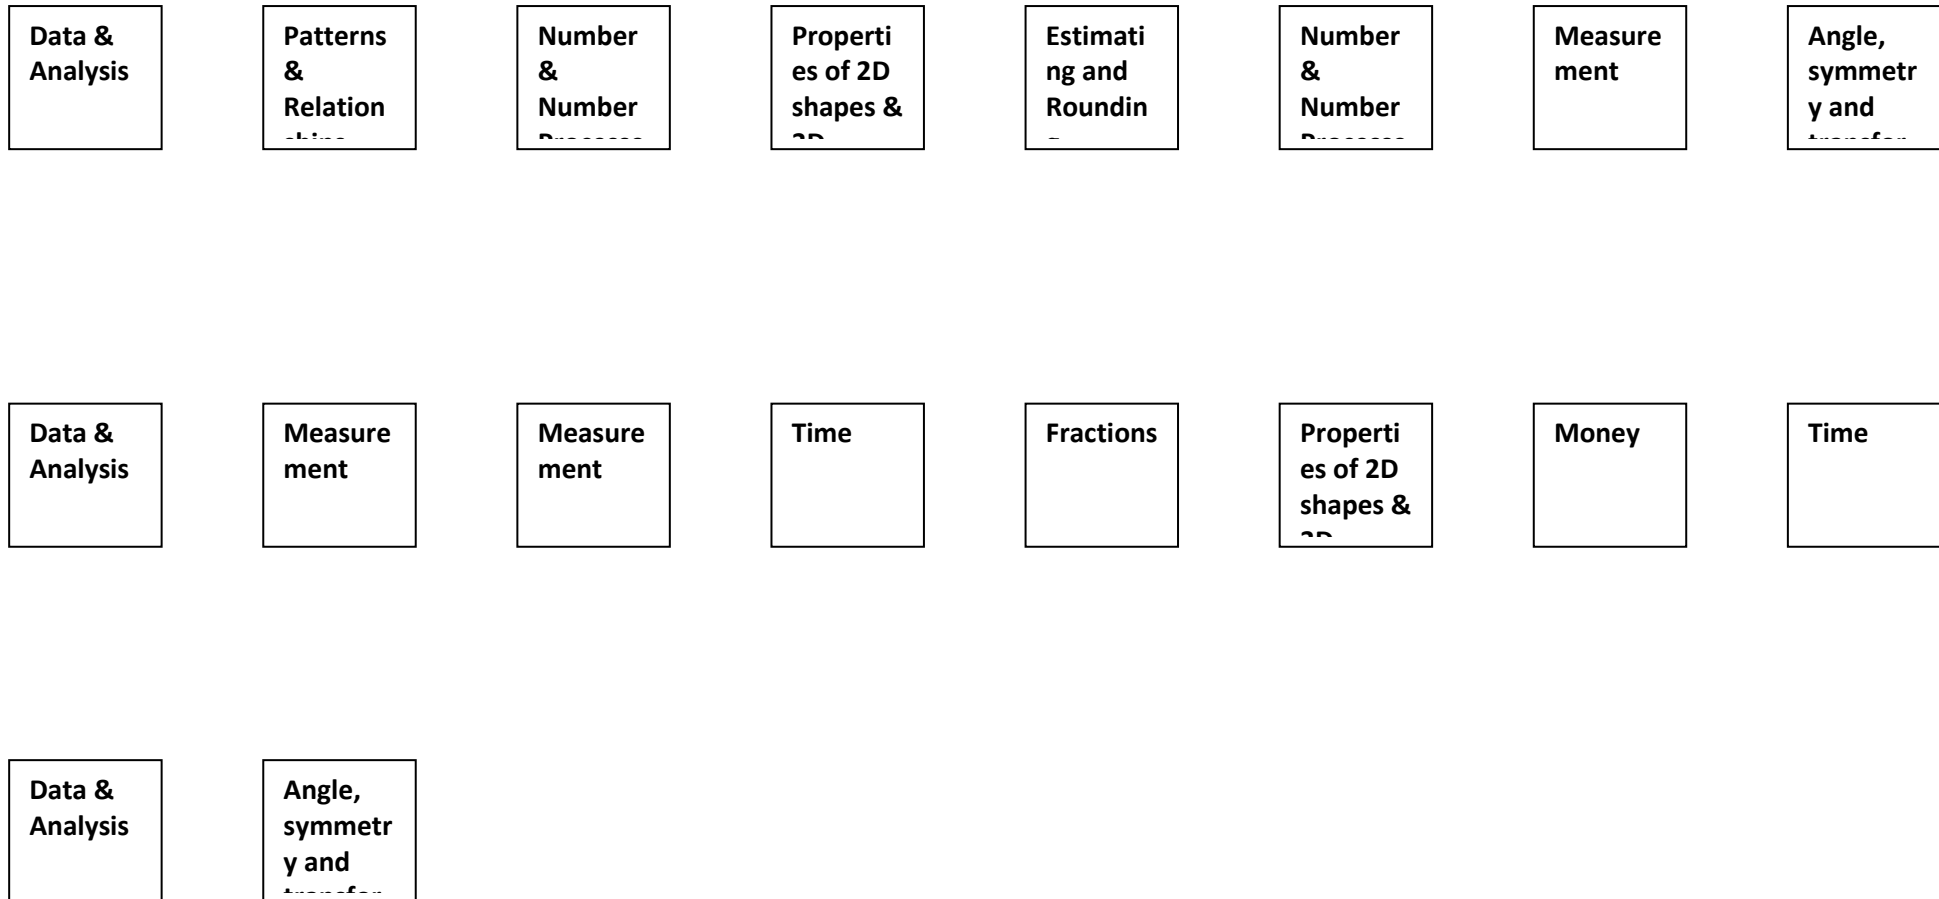 Data &
Analysis
Patterns
&
Relation
Number
&
Number
Properti
es of 2D
shapes &
Estimati
ng and
Roundin
Number
&
Number
Measure
ment
Angle,
symmetr
y and
Data &
Analysis
Measure
ment
Measure
ment
Time
Fractions
Properti
es of 2D
shapes &
Money
Time
Data &
Analysis
Angle,
symmetr
y and